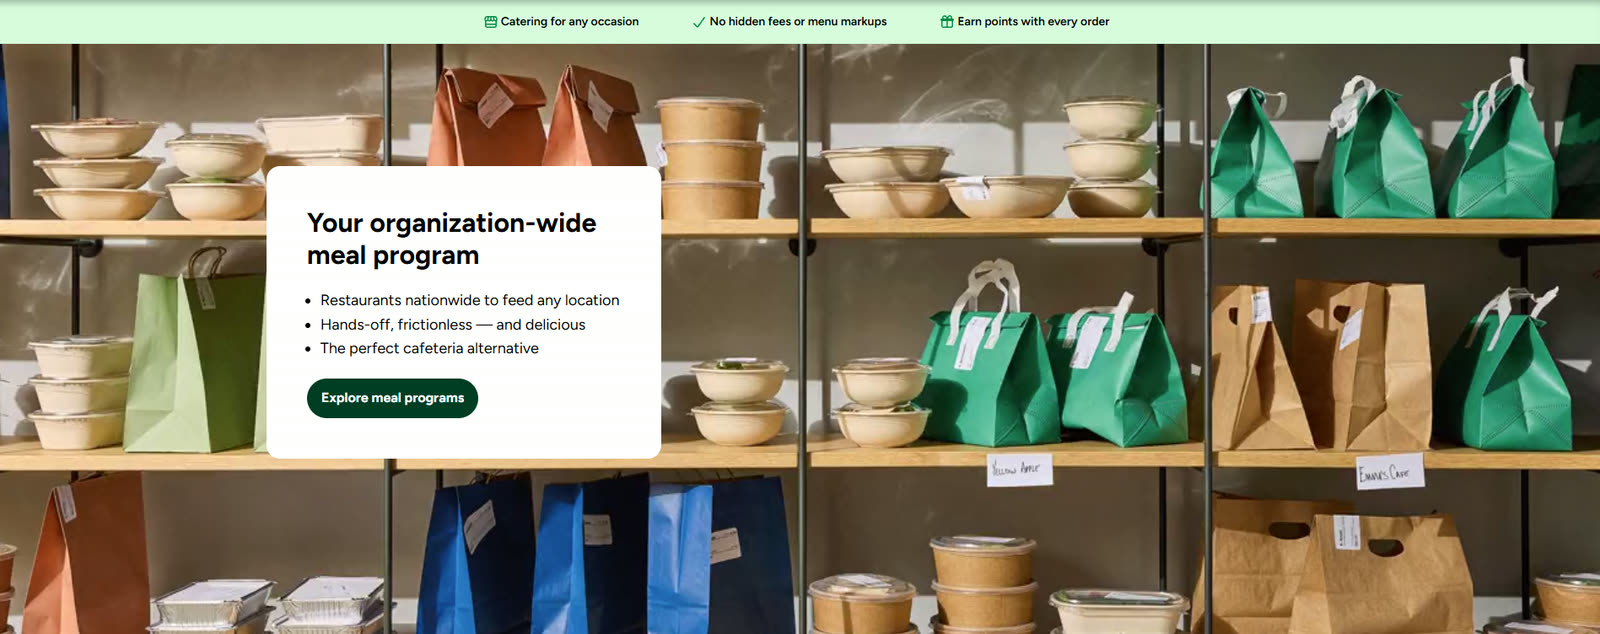 Catering for any occasion
No hidden fees or menu markups
Earn points with every order
Your organization-wide
meal program
Restaurants nationwide to feed any location
Hands-off, frictionless — and delicious
The perfect cafeteria alternative
Explore meal programs
Yellow Apple
Emma's Cafe